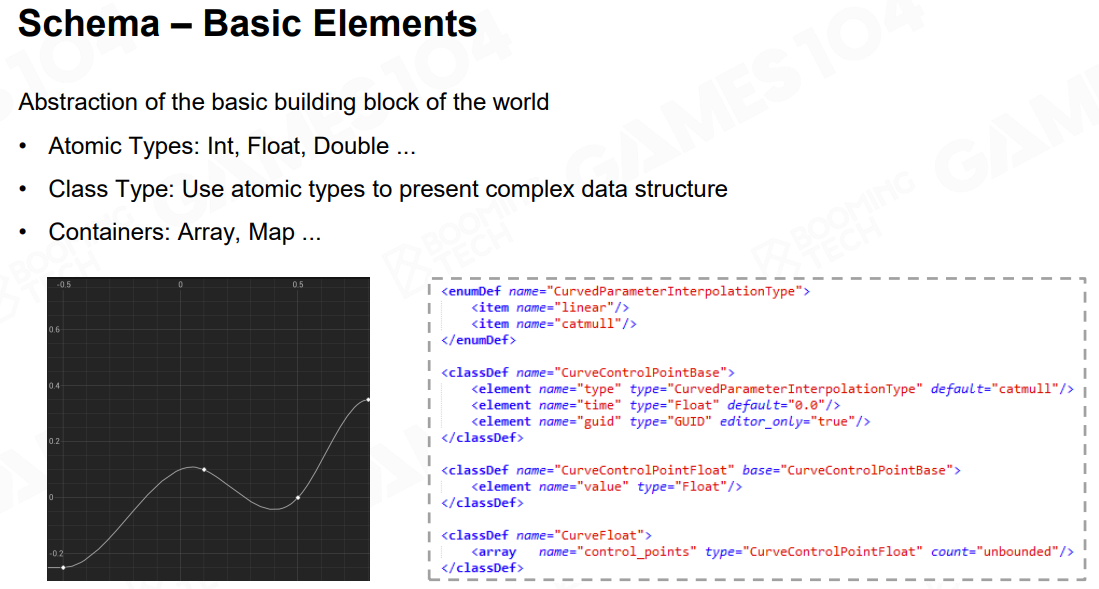 Schema – Basic Elements
Abstraction of the basic building block of the world
• Atomic Types: Int, Float, Double ...
• Class Type: Use atomic types to present complex data structure
• Containers: Array, Map ...
-0.5 0 0.5
0.6
0.4
0.2
0
-0.2
<enumDef name="CurvedParameterInterpolationType">
<item name="linear"/>
<item name="catmull"/>
</enumDef>
<classDef name="CurveControlPointBase">
<element name="type" type="CurvedParameterInterpolationType" default="catmull"/>
<element name="time" type="Float" default="0.0"/>
<element name="guid" type="GUID" editor_only="true"/>
</classDef>
<classDef name="CurveControlPointFloat" base="CurveControlPointBase">
<element name="value" type="Float"/>
</classDef>
<classDef name="CurveFloat">
<array name="control_points" type="CurveControlPointFloat" count="unbounded"/>
</classDef>
GAMES 104
BOOMING TECH